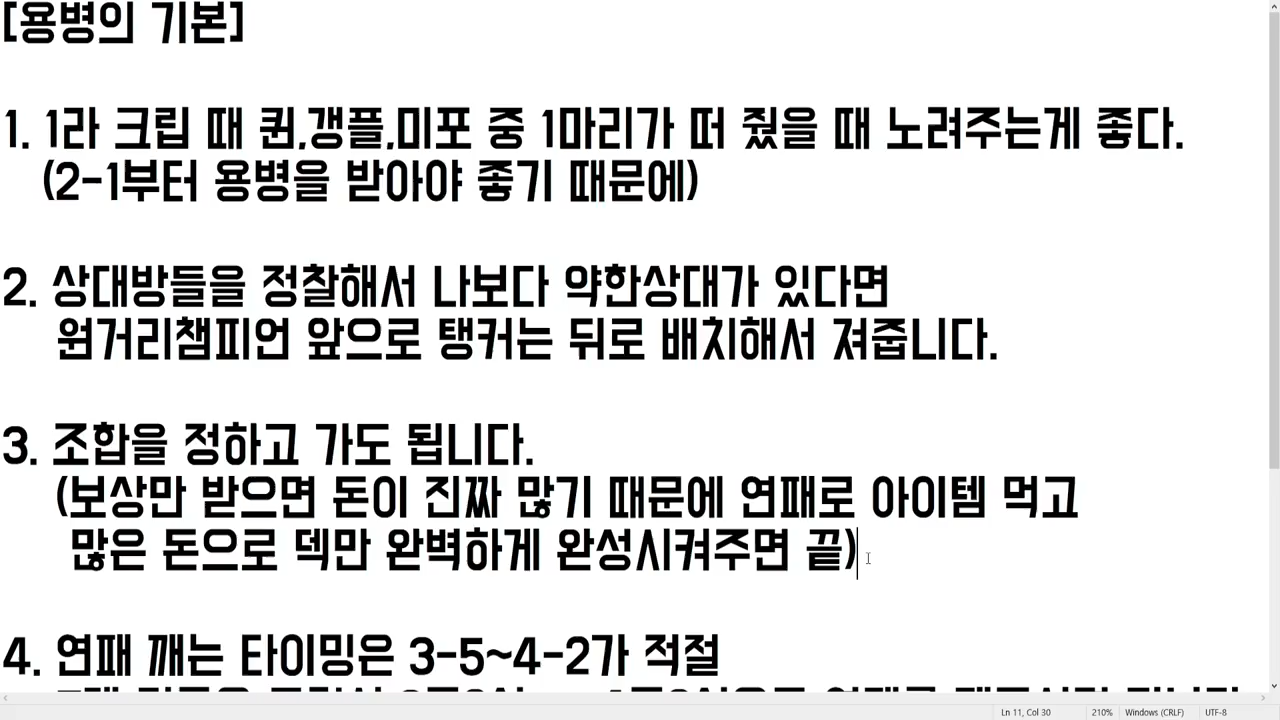 [용병의 기본]
1. 1라 크립 때 퀸,갱플,미포 중 1마리가 떠 줬을 때 노려주는게 좋다.
(2-1부터 용병을 받아야 좋기 때문에)
2. 상대방들을 정찰해서 나보다 약한상대가 있다면
원거리챔피언 앞으로 탱커는 뒤로 배치해서 져줍니다.
3. 조합을 정하고 가도 됩니다.
(보상만 받으면 돈이 진짜 많기 때문에 연패로 아이템 먹고
많은 돈으로 덱만 완벽하게 완성시켜주면 끝)
4. 연패 깨는 타이밍은 3-5~4-2가 적절
Ln 11, Col 30 210% Windows (CRLF) UTF-8